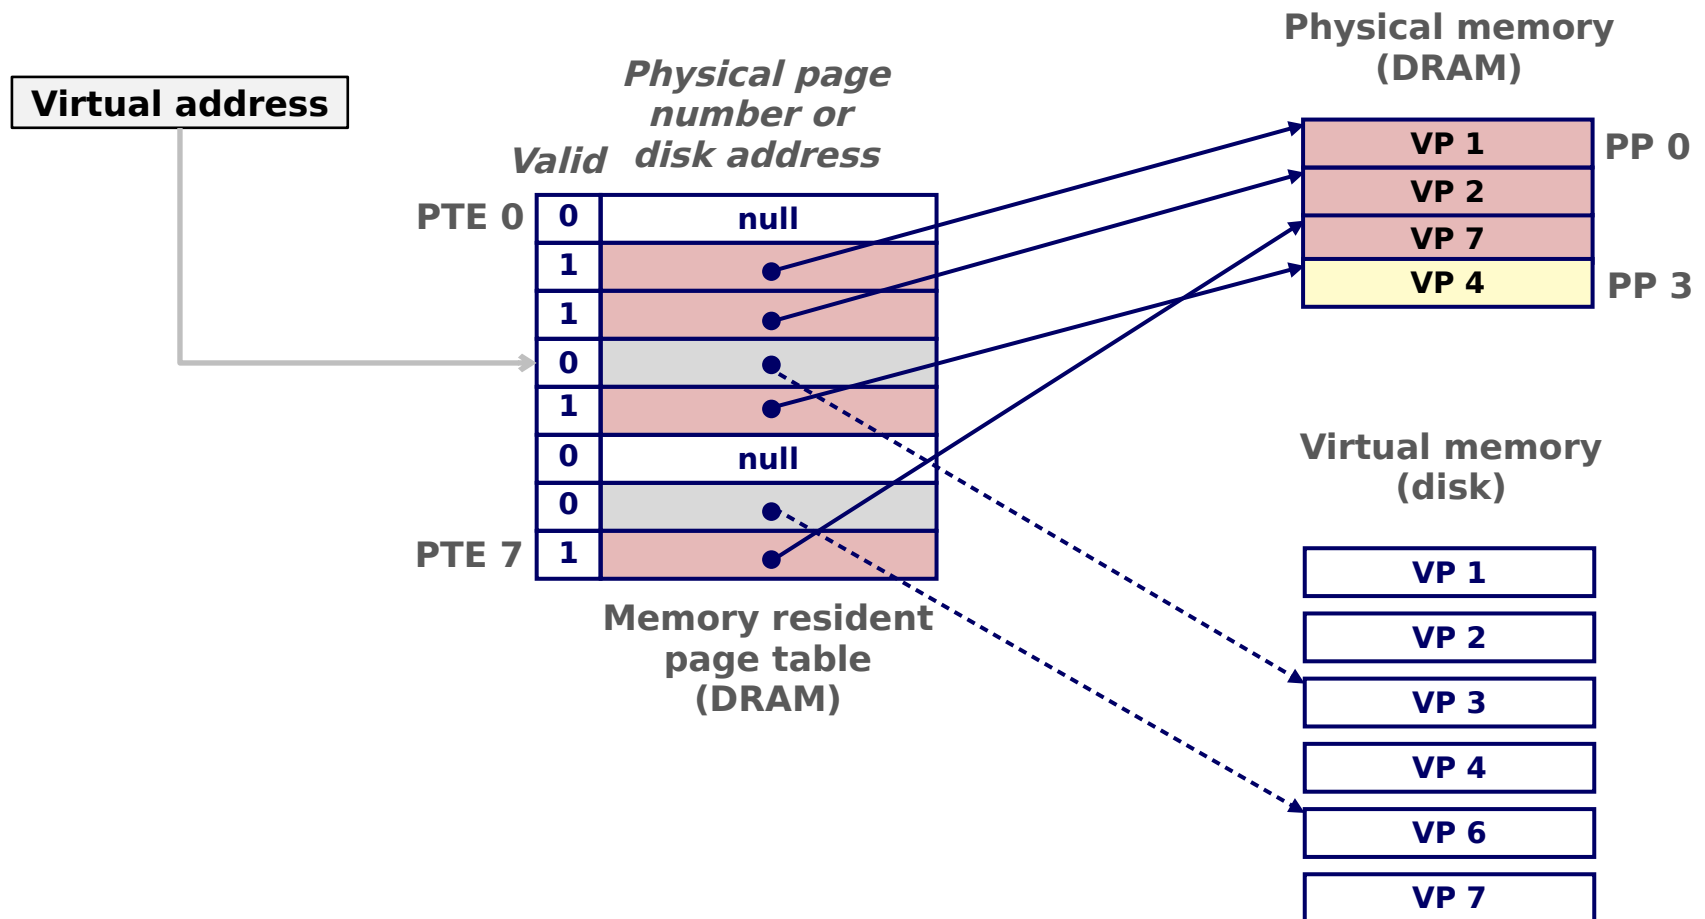 Physical memory
(DRAM)
Virtual address
Physical page
number or
disk address
Valid
VP 1
PP 0
VP 2
VP 7
VP 4
PP 3
PTE 0
0
null
1
1
0
1
0
null
0
PTE 7
1
Memory resident
page table
(DRAM)
Virtual memory
(disk)
VP 1
VP 2
VP 3
VP 4
VP 6
VP 7